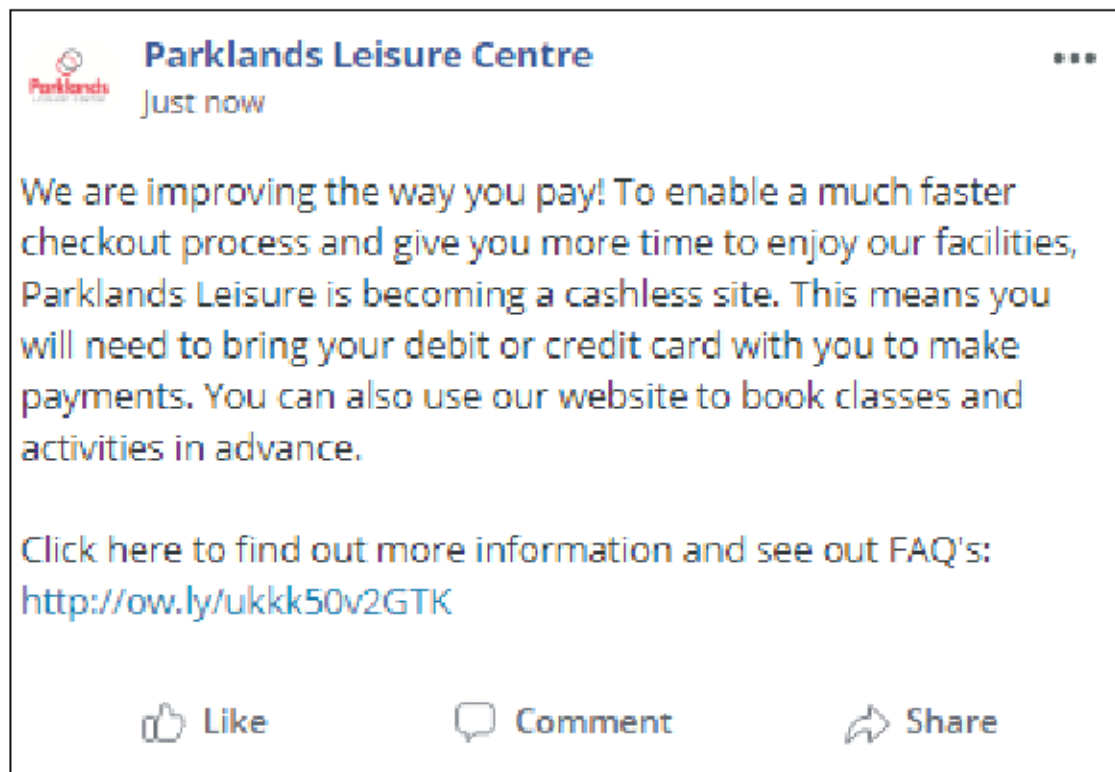 Parklands Leisure Centre
Parklands
Just now
We are improving the way you pay! To enable a much faster
checkout process and give you more time to enjoy our facilities,
Parklands Leisure is becoming a cashless site. This means you
will need to bring your debit or credit card with you to make
payments. You can also use our website to book classes and
activities in advance.
Click here to find out more information and see out FAQ's:
http://ow.ly/ukkk50v2GTK
Like Comment Share